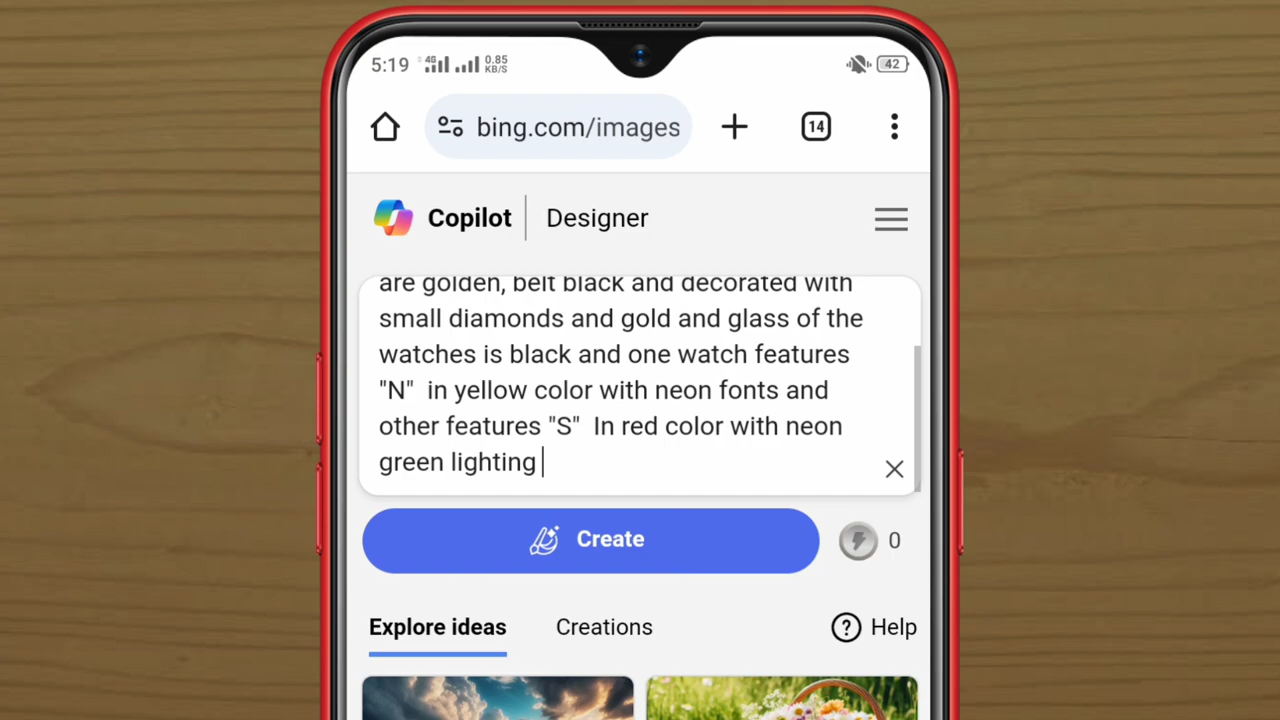 5:19 4G 0.85 KB/S 42
bing.com/images 14
Copilot | Designer
are golden, belt black and decorated with
small diamonds and gold and glass of the
watches is black and one watch features
"N"  in yellow color with neon fonts and
other features "S"  In red color with neon
green lighting
Create 0
Explore ideas Creations Help